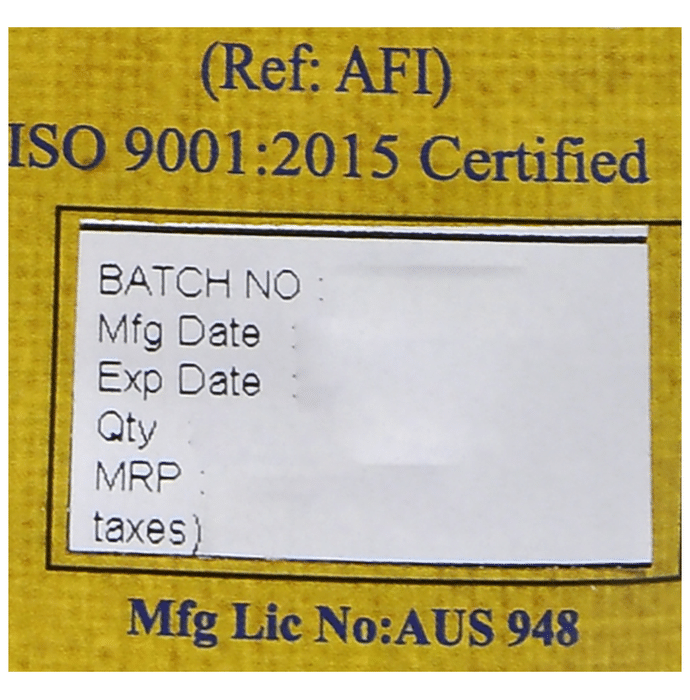 (Ref: AFI)
ISO 9001:2015 Certified
BATCH NO :
Mfg Date :
Exp Date :
Qty
MRP :
taxes)
Mfg Lic No:AUS 948